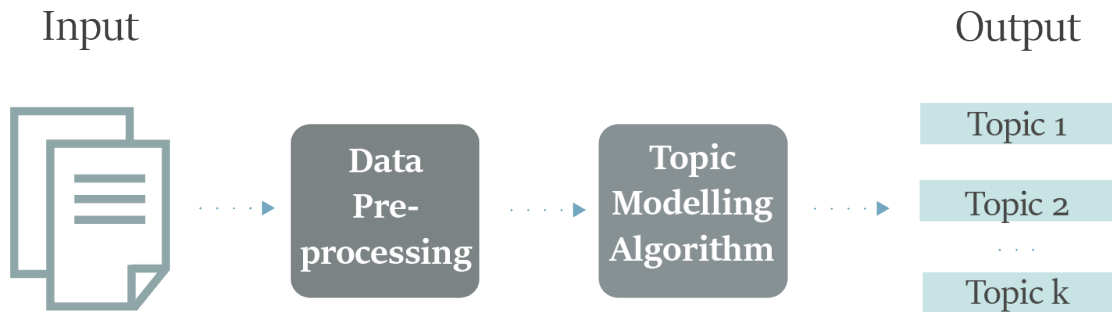 Input
Output
Data
Pre-
processing
Topic
Modelling
Algorithm
Topic 1
Topic 2
. . .
Topic k